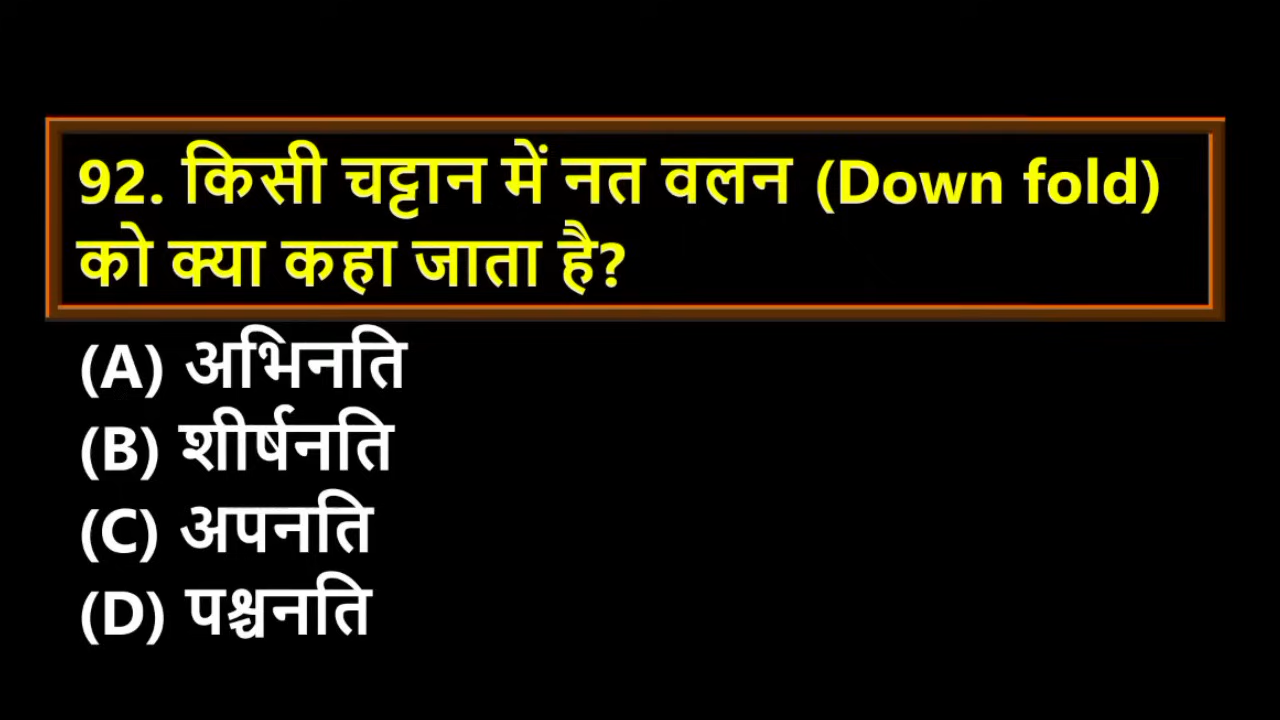 92. किसी चट्टान में नत वलन (Down fold)
को क्या कहा जाता है?
(A) अभिनति
(B) शीर्षनति
(C) अपनति
(D) पश्चनति